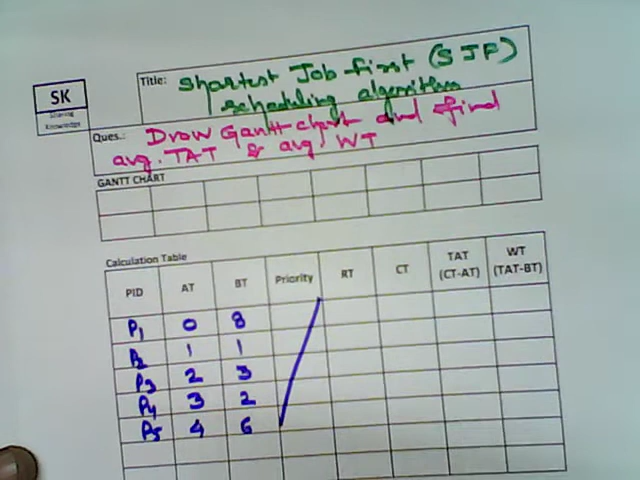 SK
Sharing
Knowledge
Title: Shortest Job first (SJF)
scheduling algorithm
Ques.: Draw Gantt chart and find
avg. TAT & avg. WT
GANTT CHART
Calculation Table
PID AT BT Priority RT CT TAT (CT-AT) WT (TAT-BT)
P1 0 8
P2 1 1
P3 2 3
P4 3 2
P5 4 6